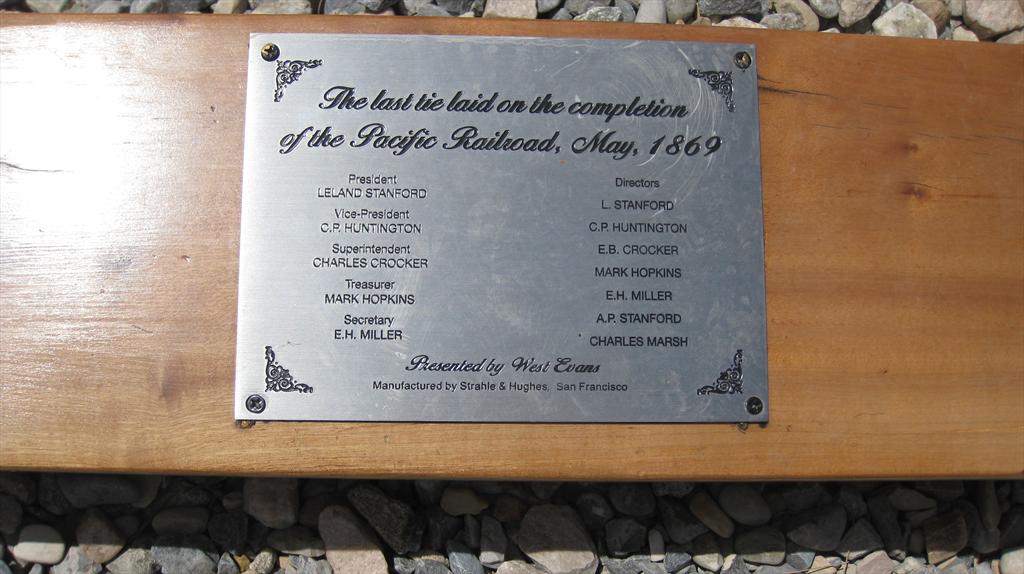 The last tie laid on the completion
of the Pacific Railroad, May, 1869
President
LELAND STANFORD
Vice-President
C.P. HUNTINGTON
Superintendent
CHARLES CROCKER
Treasurer
MARK HOPKINS
Secretary
E.H. MILLER
Directors
L. STANFORD
C.P. HUNTINGTON
E.B. CROCKER
MARK HOPKINS
E.H. MILLER
A.P. STANFORD
CHARLES MARSH
Presented by West Evans
Manufactured by Strahle & Hughes, San Francisco